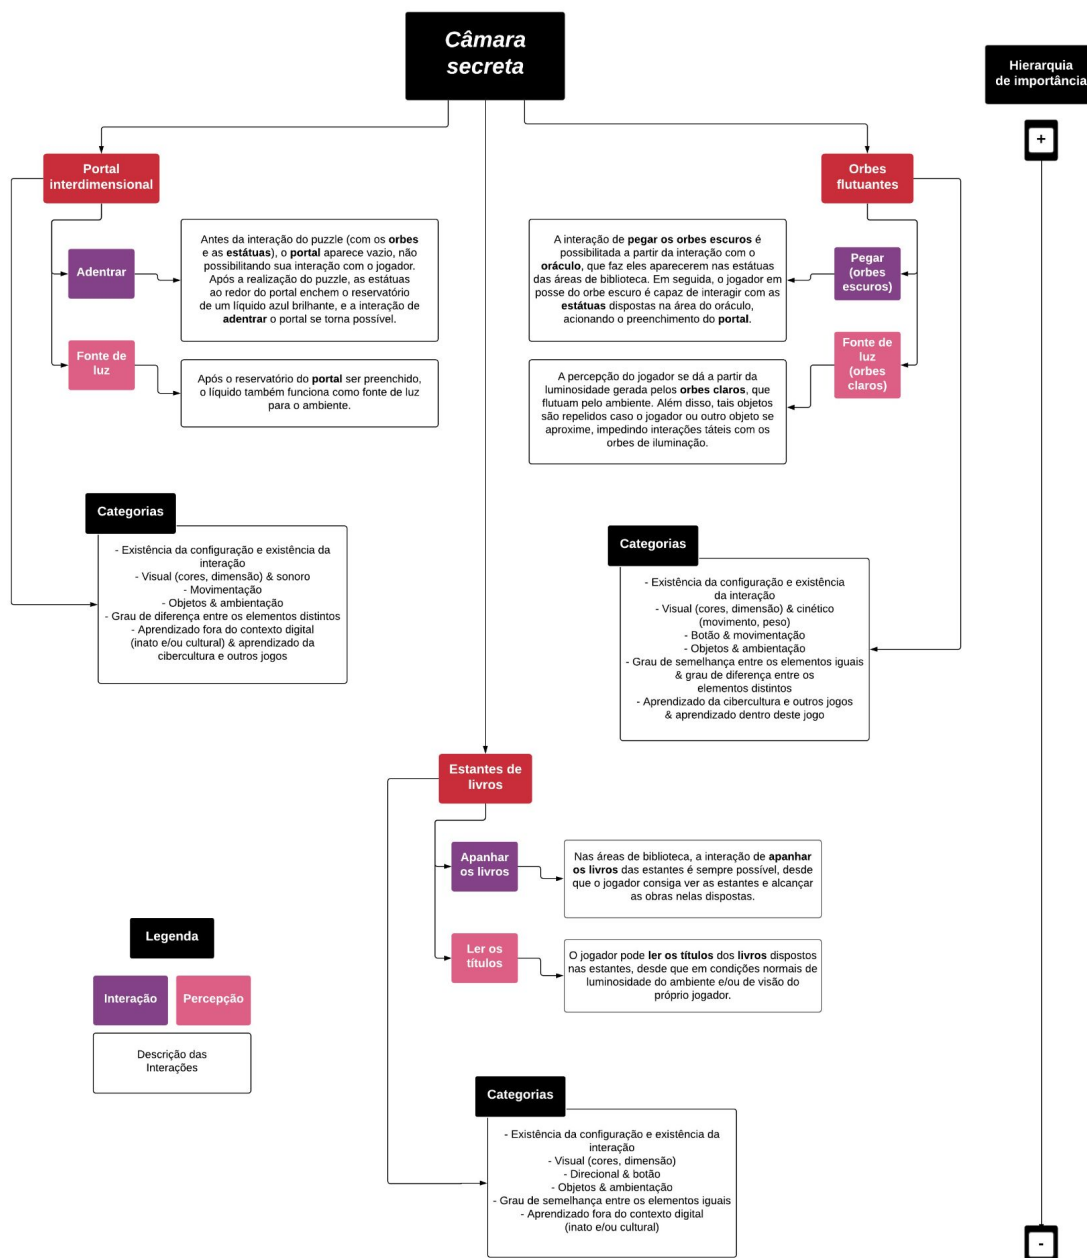 Câmara
secreta
Hierarquia
de importância
+
Portal
interdimensional
Adentrar
Antes da interação do puzzle (com os orbes
e as estátuas), o portal aparece vazio, não
possibilitando sua interação com o jogador.
Após a realização do puzzle, as estátuas
ao redor do portal enchem o reservatório
de um líquido azul brilhante, e a interação de
adentrar o portal se torna possível.
Fonte de
luz
Após o reservatório do portal ser preenchido,
o líquido também funciona como fonte de luz
para o ambiente.
Categorias
- Existência da configuração e existência da
interação
- Visual (cores, dimensão) & sonoro
- Movimentação
- Objetos & ambientação
- Grau de diferença entre os elementos distintos
- Aprendizado fora do contexto digital
(inato e/ou cultural) & aprendizado da
cibercultura e outros jogos
Orbes
flutuantes
A interação de pegar os orbes escuros é
possibilitada a partir da interação com o
oráculo, que faz eles aparecerem nas estátuas
das áreas de biblioteca. Em seguida, o jogador em
posse do orbe escuro é capaz de interagir com as
estátuas dispostas na área do oráculo,
acionando o preenchimento do portal.
Pegar
(orbes
escuros)
A percepção do jogador se dá a partir da
luminosidade gerada pelos orbes claros, que
flutuam pelo ambiente. Além disso, tais objetos
são repelidos caso o jogador ou outro objeto se
aproxime, impedindo interações táteis com os
orbes de iluminação.
Fonte de
luz
(orbes
claros)
Categorias
- Existência da configuração e existência
da interação
- Visual (cores, dimensão) & cinético
(movimento, peso)
- Botão & movimentação
- Objetos & ambientação
- Grau de semelhança entre os elementos iguais
& grau de diferença entre os
elementos distintos
- Aprendizado da cibercultura e outros jogos
& aprendizado dentro deste jogo
Estantes de
livros
Apanhar
os livros
Nas áreas de biblioteca, a interação de apanhar
os livros das estantes é sempre possível, desde
que o jogador consiga ver as estantes e alcançar
as obras nelas dispostas.
Ler os
títulos
O jogador pode ler os títulos dos livros dispostos
nas estantes, desde que em condições normais de
luminosidade do ambiente e/ou de visão do
próprio jogador.
Categorias
- Existência da configuração e existência da
interação
- Visual (cores, dimensão)
- Direcional & botão
- Objetos & ambientação
- Grau de semelhança entre os elementos iguais
- Aprendizado fora do contexto digital
(inato e/ou cultural)
Legenda
Interação
Percepção
Descrição das
Interações
-